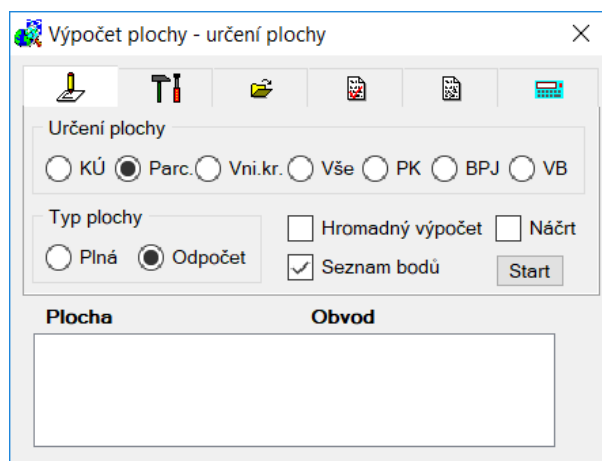 Výpočet plochy - určení plochy
Určení plochy
KÚ Parc. Vni.kr. Vše PK BPJ VB
Typ plochy
Plná Odpočet
Hromadný výpočet Náčrt
Seznam bodů Start
Plocha Obvod